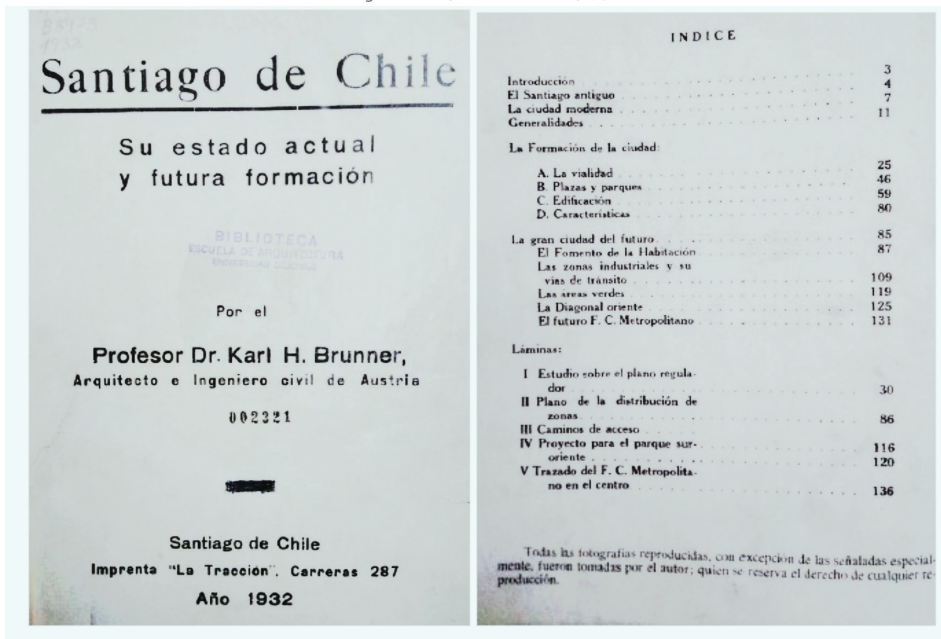 1932
Santiago de Chile
Su estado actual
y futura formación
BIBLIOTECA
ESCUELA DE ARQUITECTURA
Por el
Profesor Dr. Karl H. Brunner,
Arquitecto e Ingeniero civil de Austria
002321
Santiago de Chile
Imprenta "La Tracción". Carreras 287
Año 1932
INDICE
Introducción 3
El Santiago antiguo 4
La ciudad moderna 7
Generalidades 11
La Formación de la ciudad:
A. La vialidad 25
B. Plazas y parques 46
C. Edificación 59
D. Características 80
La gran ciudad del futuro 85
El Fomento de la Habitación 87
Las zonas industriales y su
vías de tránsito 109
Las áreas verdes 119
La Diagonal oriente 125
El futuro F. C. Metropolitano 131
Láminas:
I Estudio sobre el plano regula-
dor 30
II Plano de la distribución de
zonas 86
III Caminos de acceso
IV Proyecto para el parque sur- 116
oriente 120
V Trazado del F. C. Metropolita-
no en el centro 136
Todas las fotografías reproducidas, con excepción de las señaladas especial-
mente, fueron tomadas por el autor; quien se reserva el derecho de cualquier re-
producción.